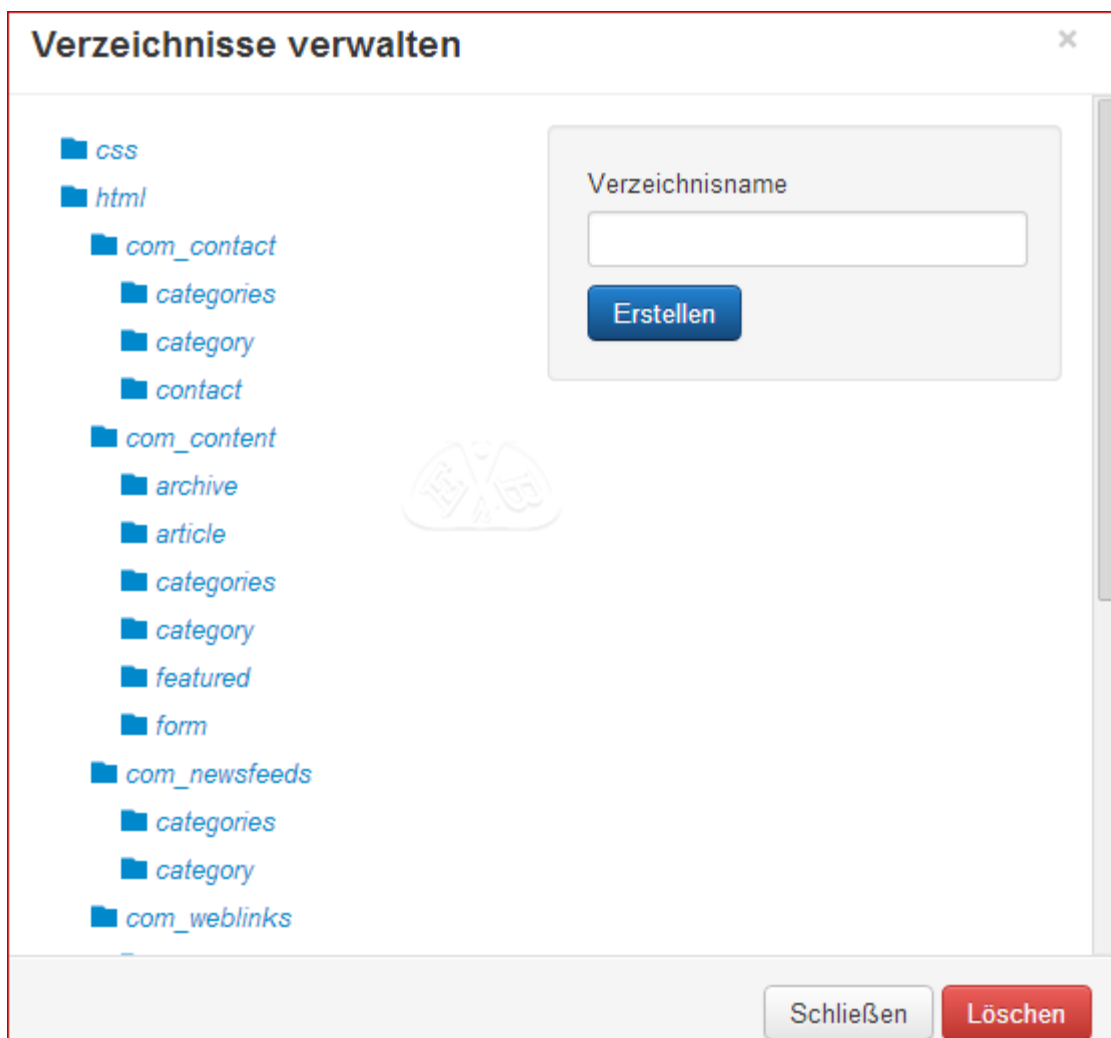 Verzeichnisse verwalten
×
css
html
com_contact
categories
category
contact
com_content
archive
article
categories
category
featured
form
com_newsfeeds
categories
category
com_weblinks
Verzeichnisname
Erstellen
Schließen
Löschen